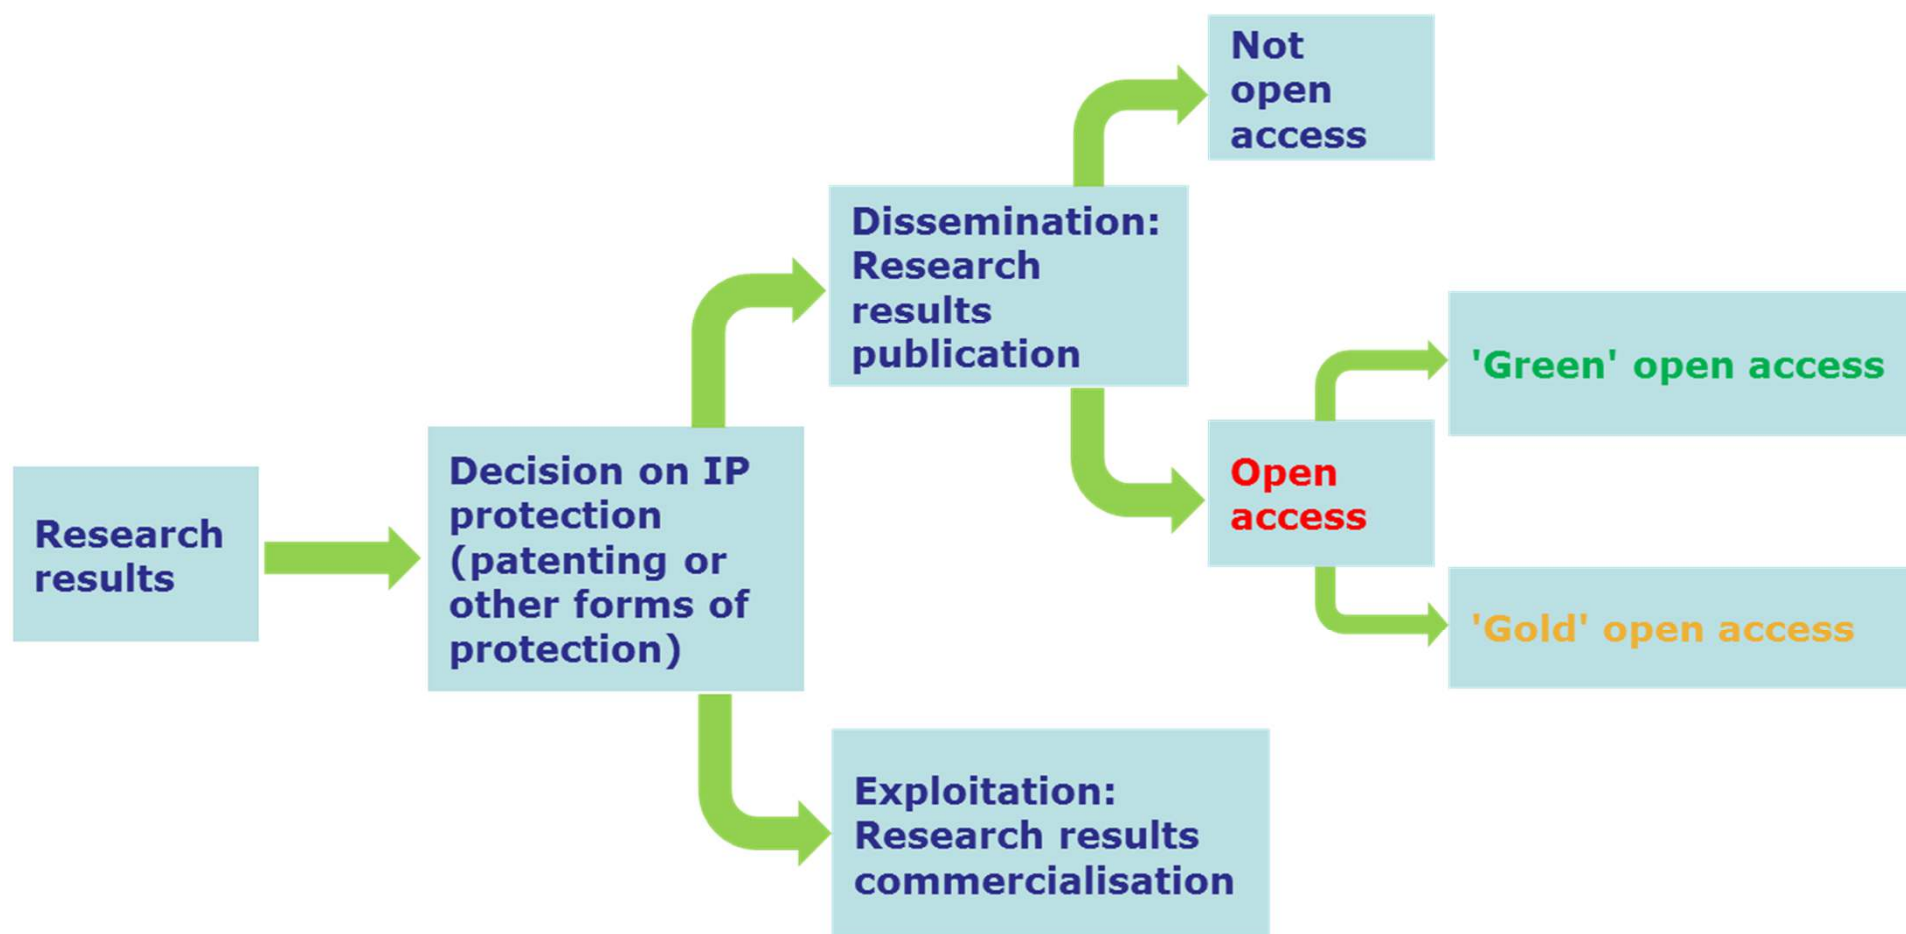 Research
results
Decision on IP
protection
(patenting or
other forms of
protection)
Dissemination:
Research
results
publication
Not
open
access
Open
access
'Green' open access
'Gold' open access
Exploitation:
Research results
commercialisation